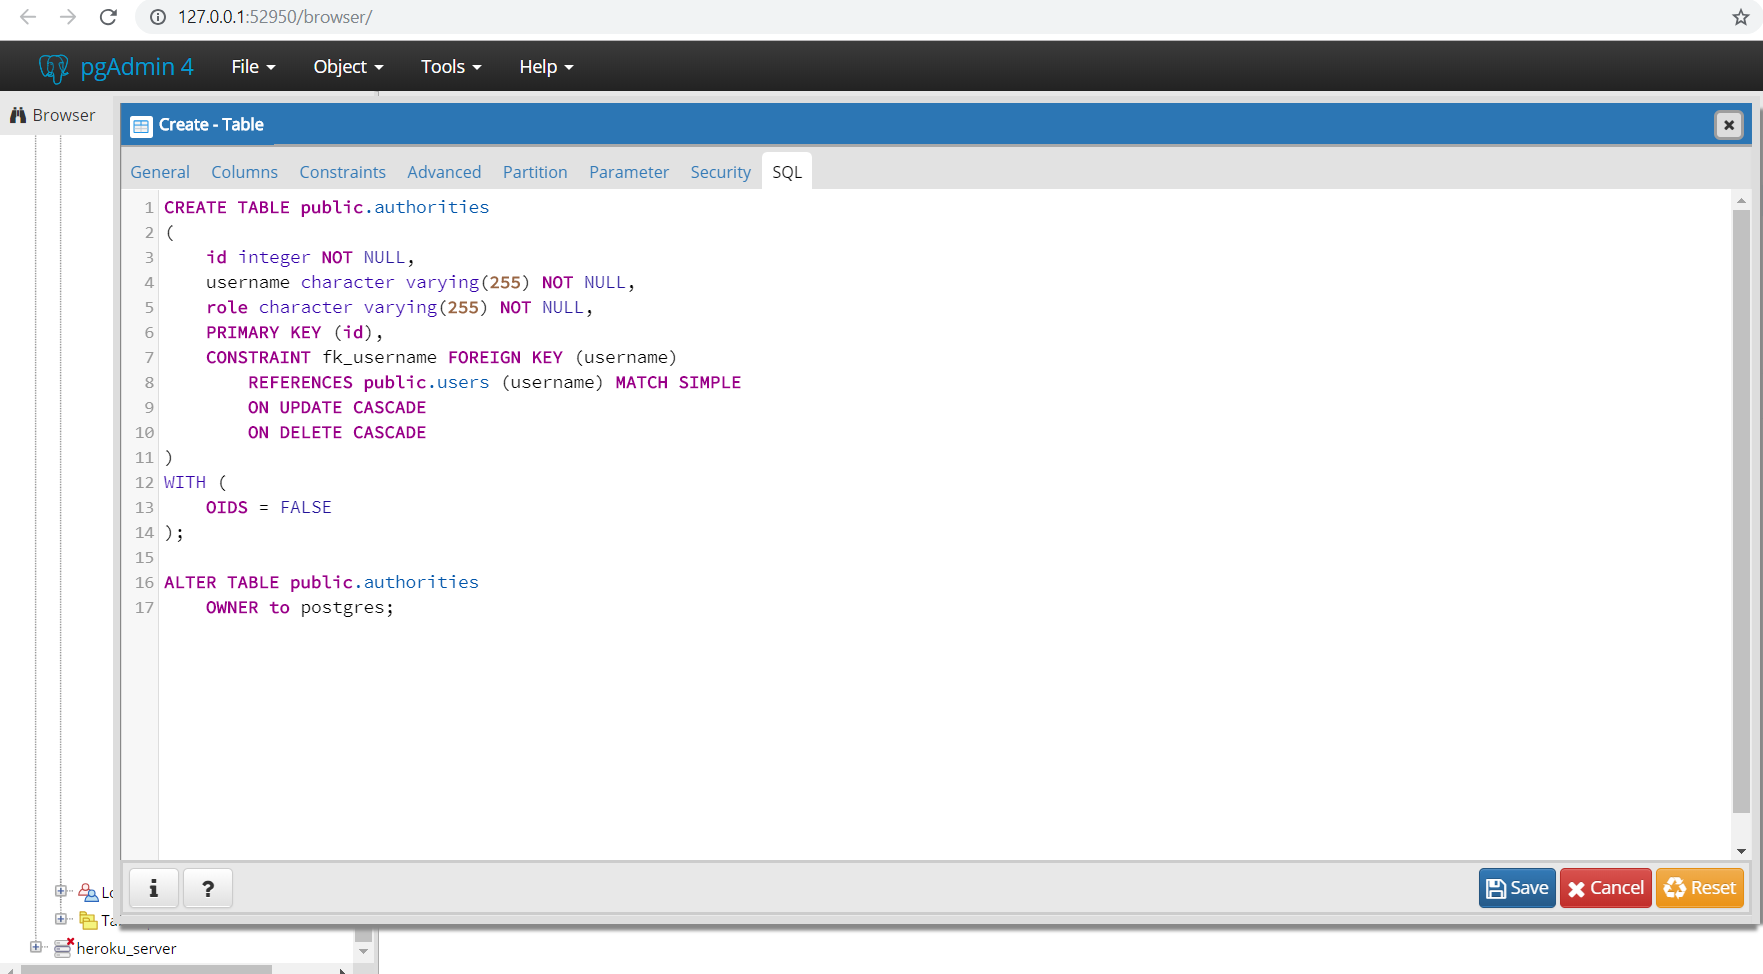 127.0.0.1:52950/browser/
pgAdmin 4 File Object Tools Help
Browser
Create - Table
General Columns Constraints Advanced Partition Parameter Security SQL
1 CREATE TABLE public.authorities
2 (
3 id integer NOT NULL,
4 username character varying(255) NOT NULL,
5 role character varying(255) NOT NULL,
6 PRIMARY KEY (id),
7 CONSTRAINT fk_username FOREIGN KEY (username)
8 REFERENCES public.users (username) MATCH SIMPLE
9 ON UPDATE CASCADE
10 ON DELETE CASCADE
11 )
12 WITH (
13 OIDS = FALSE
14 );
15
16 ALTER TABLE public.authorities
17 OWNER to postgres;
i ? Save Cancel Reset
heroku_server